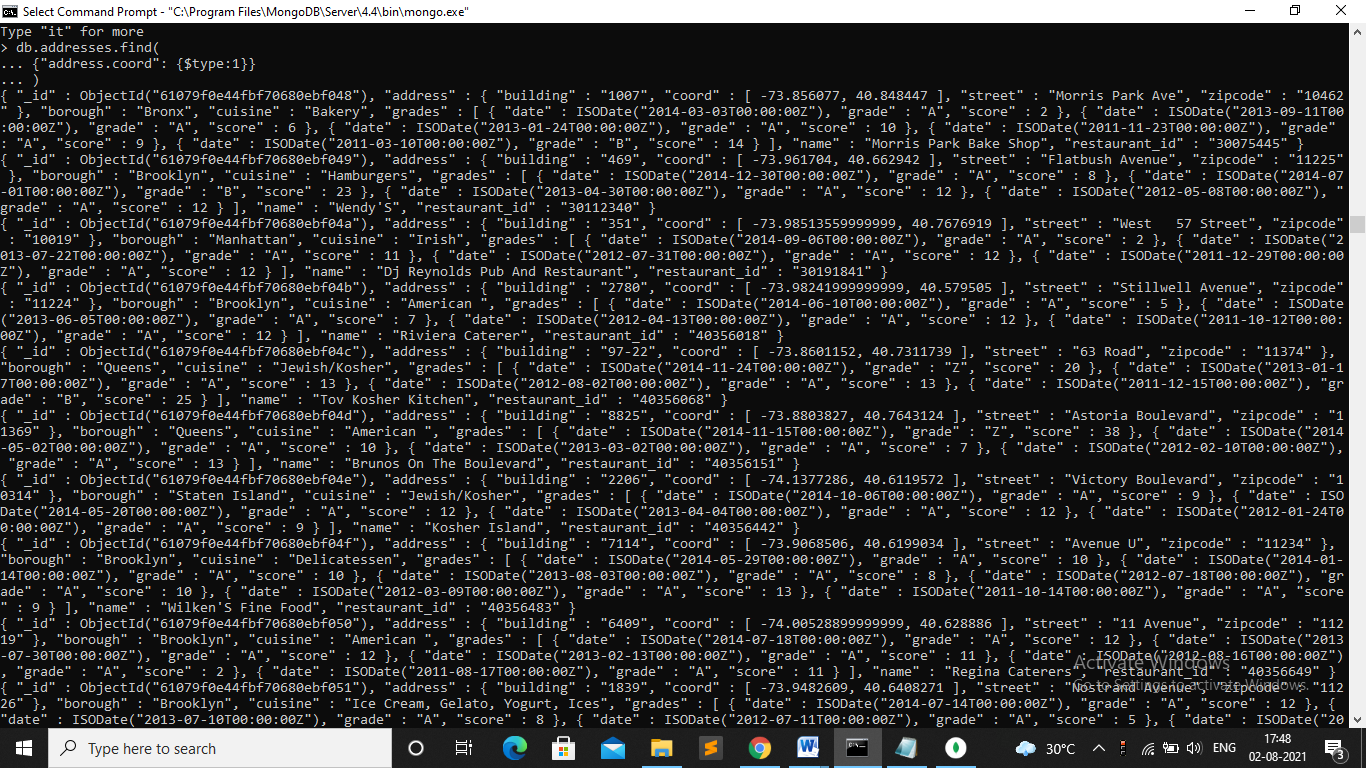 Select Command Prompt - "C:\Program Files\MongoDB\Server\4.4\bin\mongo.exe"
Type "it" for more
> db.addresses.find(
... {"address.coord": {$type:1}}
... )
{ "_id" : ObjectId("61079f0e44fbf70680ebf048"), "address" : { "building" : "1007", "coord" : [ -73.856077, 40.848447 ], "street" : "Morris Park Ave", "zipcode" : "10462
" }, "borough" : "Bronx", "cuisine" : "Bakery", "grades" : [ { "date" : ISODate("2014-03-03T00:00:00Z"), "grade" : "A", "score" : 2 }, { "date" : ISODate("2013-09-11T00
:00:00Z"), "grade" : "A", "score" : 6 }, { "date" : ISODate("2013-01-24T00:00:00Z"), "grade" : "A", "score" : 10 }, { "date" : ISODate("2011-11-23T00:00:00Z"), "grade" :
"A", "score" : 9 }, { "date" : ISODate("2011-03-10T00:00:00Z"), "grade" : "B", "score" : 14 } ], "name" : "Morris Park Bake Shop", "restaurant_id" : "30075445" }
{ "_id" : ObjectId("61079f0e44fbf70680ebf049"), "address" : { "building" : "469", "coord" : [ -73.961704, 40.662942 ], "street" : "Flatbush Avenue", "zipcode" : "11225"
}, "borough" : "Brooklyn", "cuisine" : "Hamburgers", "grades" : [ { "date" : ISODate("2014-12-30T00:00:00Z"), "grade" : "A", "score" : 8 }, { "date" : ISODate("2014-07
-01T00:00:00Z"), "grade" : "B", "score" : 23 }, { "date" : ISODate("2013-04-30T00:00:00Z"), "grade" : "A", "score" : 12 }, { "date" : ISODate("2012-05-08T00:00:00Z"), "
grade" : "A", "score" : 12 } ], "name" : "Wendy'S", "restaurant_id" : "30112340" }
{ "_id" : ObjectId("61079f0e44fbf70680ebf04a"), "address" : { "building" : "351", "coord" : [ -73.98513559999999, 40.7676919 ], "street" : "West   57 Street", "zipcode"
: "10019" }, "borough" : "Manhattan", "cuisine" : "Irish", "grades" : [ { "date" : ISODate("2014-09-06T00:00:00Z"), "grade" : "A", "score" : 2 }, { "date" : ISODate("2
013-07-22T00:00:00Z"), "grade" : "A", "score" : 11 }, { "date" : ISODate("2012-07-31T00:00:00Z"), "grade" : "A", "score" : 12 }, { "date" : ISODate("2011-12-29T00:00:00
Z"), "grade" : "A", "score" : 12 } ], "name" : "Dj Reynolds Pub And Restaurant", "restaurant_id" : "30191841" }
{ "_id" : ObjectId("61079f0e44fbf70680ebf04b"), "address" : { "building" : "2780", "coord" : [ -73.98241999999999, 40.579505 ], "street" : "Stillwell Avenue", "zipcode"
: "11224" }, "borough" : "Brooklyn", "cuisine" : "American ", "grades" : [ { "date" : ISODate("2014-06-10T00:00:00Z"), "grade" : "A", "score" : 5 }, { "date" : ISODate
("2013-06-05T00:00:00Z"), "grade" : "A", "score" : 7 }, { "date" : ISODate("2012-04-13T00:00:00Z"), "grade" : "A", "score" : 12 }, { "date" : ISODate("2011-10-12T00:00:
00Z"), "grade" : "A", "score" : 12 } ], "name" : "Riviera Caterer", "restaurant_id" : "40356018" }
{ "_id" : ObjectId("61079f0e44fbf70680ebf04c"), "address" : { "building" : "97-22", "coord" : [ -73.8601152, 40.7311739 ], "street" : "63 Road", "zipcode" : "11374" },
"borough" : "Queens", "cuisine" : "Jewish/Kosher", "grades" : [ { "date" : ISODate("2014-11-24T00:00:00Z"), "grade" : "Z", "score" : 20 }, { "date" : ISODate("2013-01-1
7T00:00:00Z"), "grade" : "A", "score" : 13 }, { "date" : ISODate("2012-08-02T00:00:00Z"), "grade" : "A", "score" : 13 }, { "date" : ISODate("2011-12-15T00:00:00Z"), "gr
ade" : "B", "score" : 25 } ], "name" : "Tov Kosher Kitchen", "restaurant_id" : "40356068" }
{ "_id" : ObjectId("61079f0e44fbf70680ebf04d"), "address" : { "building" : "8825", "coord" : [ -73.8803827, 40.7643124 ], "street" : "Astoria Boulevard", "zipcode" : "1
1369" }, "borough" : "Queens", "cuisine" : "American ", "grades" : [ { "date" : ISODate("2014-11-15T00:00:00Z"), "grade" : "Z", "score" : 38 }, { "date" : ISODate("2014
-05-02T00:00:00Z"), "grade" : "A", "score" : 10 }, { "date" : ISODate("2013-03-02T00:00:00Z"), "grade" : "A", "score" : 7 }, { "date" : ISODate("2012-02-10T00:00:00Z"),
"grade" : "A", "score" : 13 } ], "name" : "Brunos On The Boulevard", "restaurant_id" : "40356151" }
{ "_id" : ObjectId("61079f0e44fbf70680ebf04e"), "address" : { "building" : "2206", "coord" : [ -74.1377286, 40.6119572 ], "street" : "Victory Boulevard", "zipcode" : "1
0314" }, "borough" : "Staten Island", "cuisine" : "Jewish/Kosher", "grades" : [ { "date" : ISODate("2014-10-06T00:00:00Z"), "grade" : "A", "score" : 9 }, { "date" : ISO
Date("2014-05-20T00:00:00Z"), "grade" : "A", "score" : 12 }, { "date" : ISODate("2013-04-04T00:00:00Z"), "grade" : "A", "score" : 12 }, { "date" : ISODate("2012-01-24T0
0:00:00Z"), "grade" : "A", "score" : 9 } ], "name" : "Kosher Island", "restaurant_id" : "40356442" }
{ "_id" : ObjectId("61079f0e44fbf70680ebf04f"), "address" : { "building" : "7114", "coord" : [ -73.9068506, 40.6199034 ], "street" : "Avenue U", "zipcode" : "11234" },
"borough" : "Brooklyn", "cuisine" : "Delicatessen", "grades" : [ { "date" : ISODate("2014-05-29T00:00:00Z"), "grade" : "A", "score" : 10 }, { "date" : ISODate("2014-01-
14T00:00:00Z"), "grade" : "A", "score" : 10 }, { "date" : ISODate("2013-08-03T00:00:00Z"), "grade" : "A", "score" : 8 }, { "date" : ISODate("2012-07-18T00:00:00Z"), "gr
ade" : "A", "score" : 10 }, { "date" : ISODate("2012-03-09T00:00:00Z"), "grade" : "A", "score" : 13 }, { "date" : ISODate("2011-10-14T00:00:00Z"), "grade" : "A", "score
" : 9 } ], "name" : "Wilken'S Fine Food", "restaurant_id" : "40356483" }
{ "_id" : ObjectId("61079f0e44fbf70680ebf050"), "address" : { "building" : "6409", "coord" : [ -74.00528899999999, 40.628886 ], "street" : "11 Avenue", "zipcode" : "112
19" }, "borough" : "Brooklyn", "cuisine" : "American ", "grades" : [ { "date" : ISODate("2014-07-18T00:00:00Z"), "grade" : "A", "score" : 12 }, { "date" : ISODate("2013
-07-30T00:00:00Z"), "grade" : "A", "score" : 12 }, { "date" : ISODate("2013-02-13T00:00:00Z"), "grade" : "A", "score" : 11 }, { "date" : ISODate("2012-08-16T00:00:00Z")
, "grade" : "A", "score" : 2 }, { "date" : ISODate("2011-08-17T00:00:00Z"), "grade" : "A", "score" : 11 } ], "name" : "Regina Caterers", "restaurant_id" : "40356649" }
{ "_id" : ObjectId("61079f0e44fbf70680ebf051"), "address" : { "building" : "1839", "coord" : [ -73.9482609, 40.6408271 ], "street" : "Nostrand Avenue", "zipcode" : "112
26" }, "borough" : "Brooklyn", "cuisine" : "Ice Cream, Gelato, Yogurt, Ices", "grades" : [ { "date" : ISODate("2014-07-14T00:00:00Z"), "grade" : "A", "score" : 12 }, {
"date" : ISODate("2013-07-10T00:00:00Z"), "grade" : "A", "score" : 8 }, { "date" : ISODate("2012-07-11T00:00:00Z"), "grade" : "A", "score" : 5 }, { "date" : ISODate("20
Activate Windows
Go to Settings to activate Windows.
Type here to search
30°C
ENG
17:48
02-08-2021
3